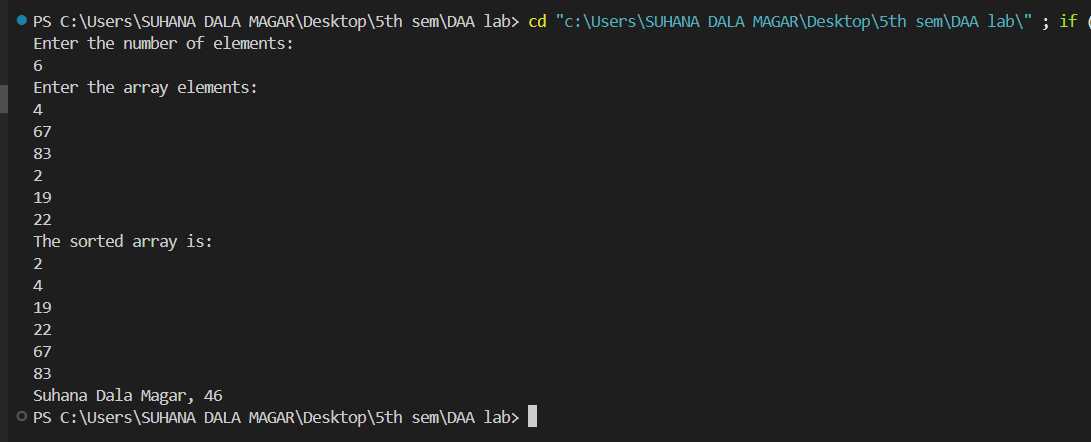 PS C:\Users\SUHANA DALA MAGAR\Desktop\5th sem\DAA lab> cd "c:\Users\SUHANA DALA MAGAR\Desktop\5th sem\DAA lab\" ; if (
Enter the number of elements:
6
Enter the array elements:
4
67
83
2
19
22
The sorted array is:
2
4
19
22
67
83
Suhana Dala Magar, 46
PS C:\Users\SUHANA DALA MAGAR\Desktop\5th sem\DAA lab>